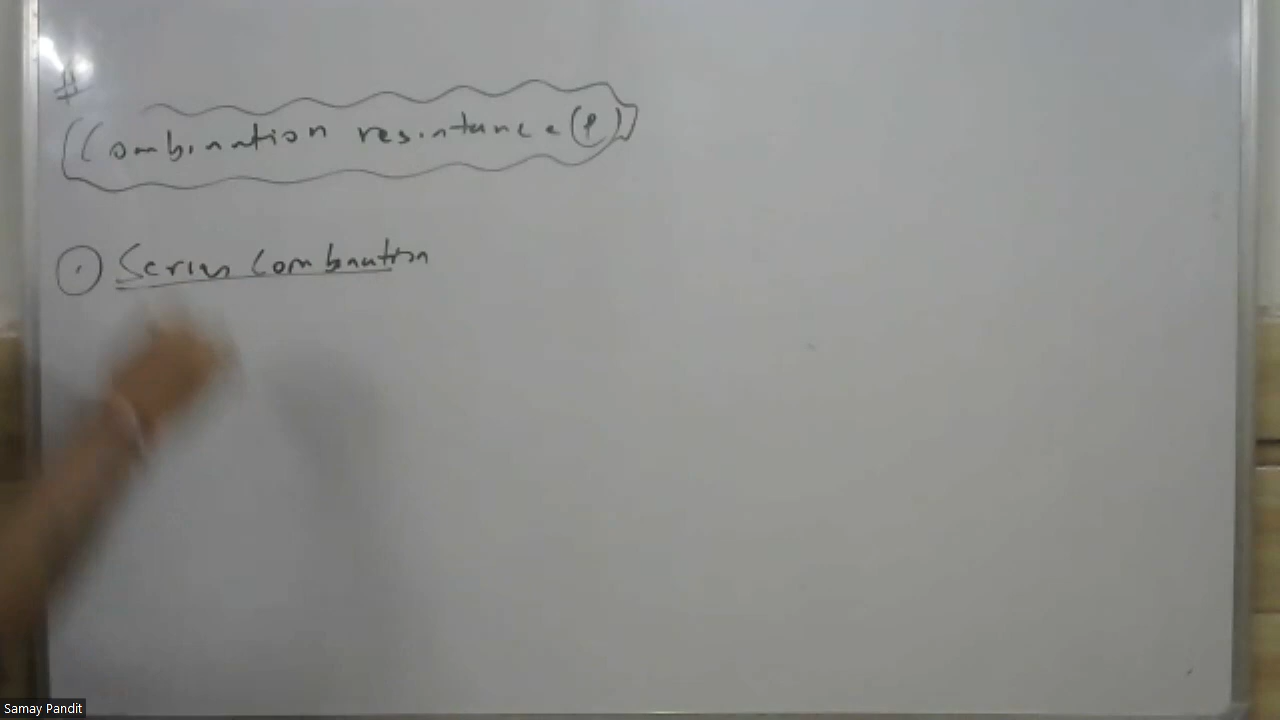 #
Combination resistance (P)
① Series Combination
Samay Pandit